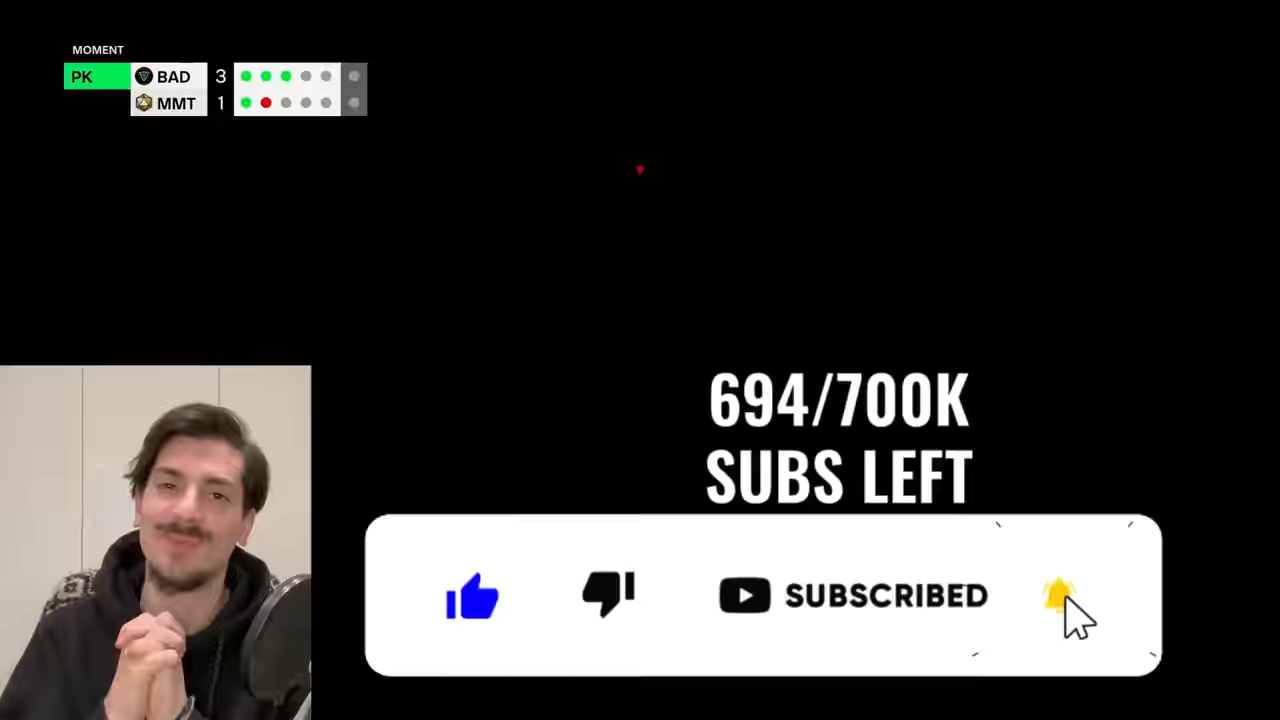 MOMENT
PK BAD 3
MMT 1
694/700K
SUBS LEFT
SUBSCRIBED